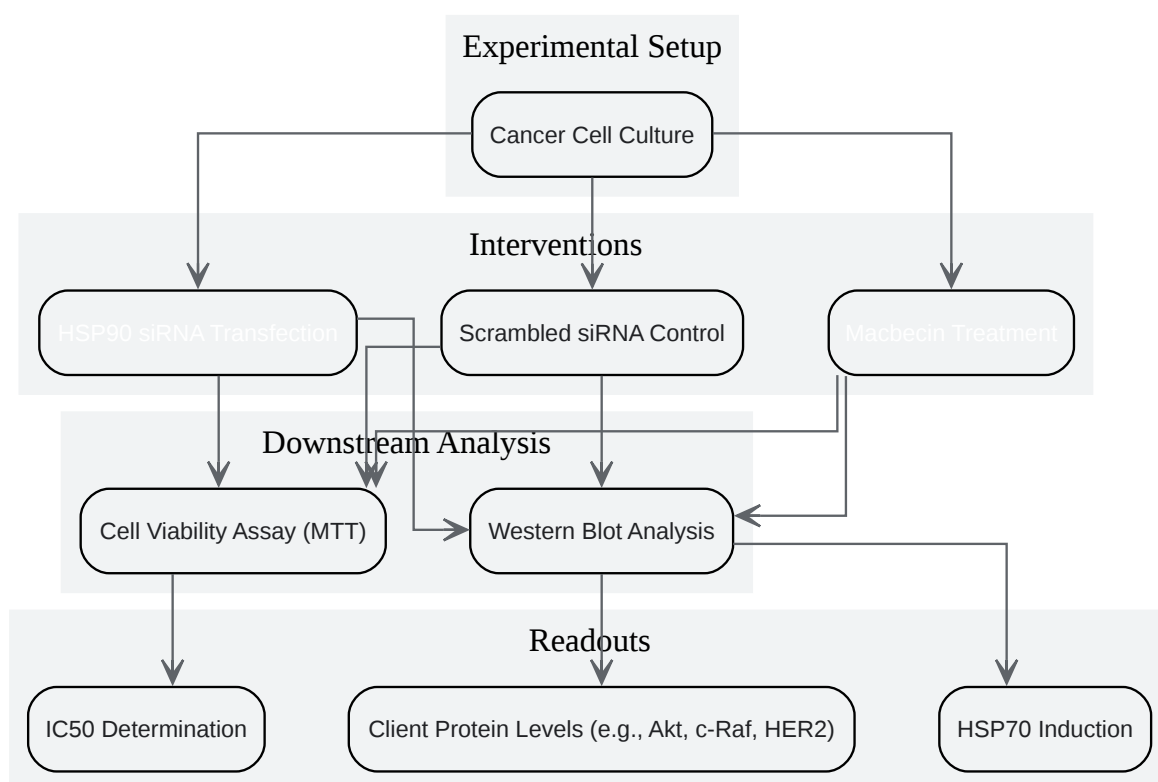 Experimental Setup
Cancer Cell Culture
Interventions
HSP90 siRNA Transfection
Scrambled siRNA Control
Macbecin Treatment
Downstream Analysis
Cell Viability Assay (MTT)
Western Blot Analysis
Readouts
IC50 Determination
Client Protein Levels (e.g., Akt, c-Raf, HER2)
HSP70 Induction